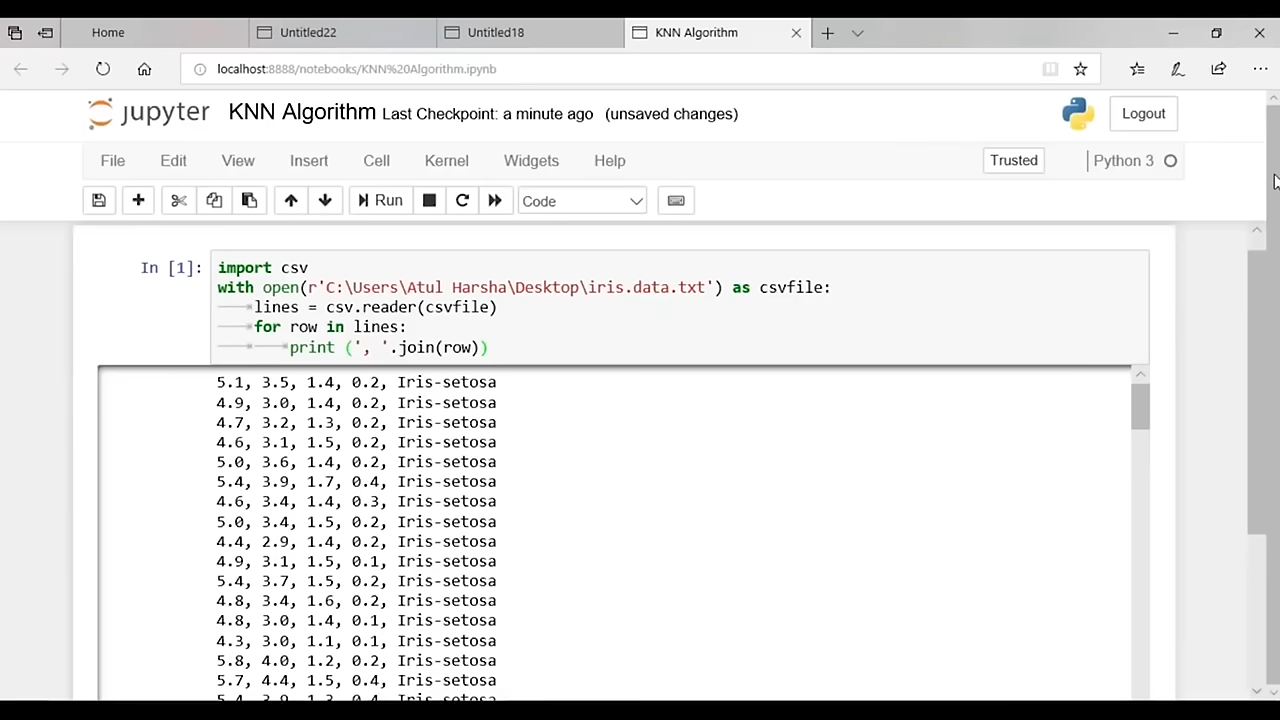 Home
Untitled22
Untitled18
KNN Algorithm
localhost:8888/notebooks/KNN%20Algorithm.ipynb
jupyter KNN Algorithm Last Checkpoint: a minute ago (unsaved changes)
Logout
File Edit View Insert Cell Kernel Widgets Help
Trusted
Python 3
Run
Code
In [1]:
import csv
with open(r'C:\Users\Atul Harsha\Desktop\iris.data.txt') as csvfile:
lines = csv.reader(csvfile)
for row in lines:
print (', '.join(row))
5.1, 3.5, 1.4, 0.2, Iris-setosa
4.9, 3.0, 1.4, 0.2, Iris-setosa
4.7, 3.2, 1.3, 0.2, Iris-setosa
4.6, 3.1, 1.5, 0.2, Iris-setosa
5.0, 3.6, 1.4, 0.2, Iris-setosa
5.4, 3.9, 1.7, 0.4, Iris-setosa
4.6, 3.4, 1.4, 0.3, Iris-setosa
5.0, 3.4, 1.5, 0.2, Iris-setosa
4.4, 2.9, 1.4, 0.2, Iris-setosa
4.9, 3.1, 1.5, 0.1, Iris-setosa
5.4, 3.7, 1.5, 0.2, Iris-setosa
4.8, 3.4, 1.6, 0.2, Iris-setosa
4.8, 3.0, 1.4, 0.1, Iris-setosa
4.3, 3.0, 1.1, 0.1, Iris-setosa
5.8, 4.0, 1.2, 0.2, Iris-setosa
5.7, 4.4, 1.5, 0.4, Iris-setosa